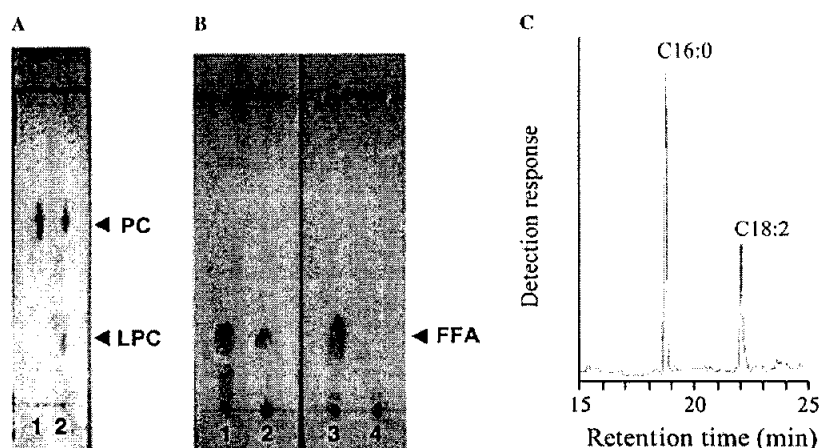 A
PC
LPC
1 2
B
FFA
1 2 3 4
C
C16:0
C18:2
Detection response
15 20 25
Retention time (min)